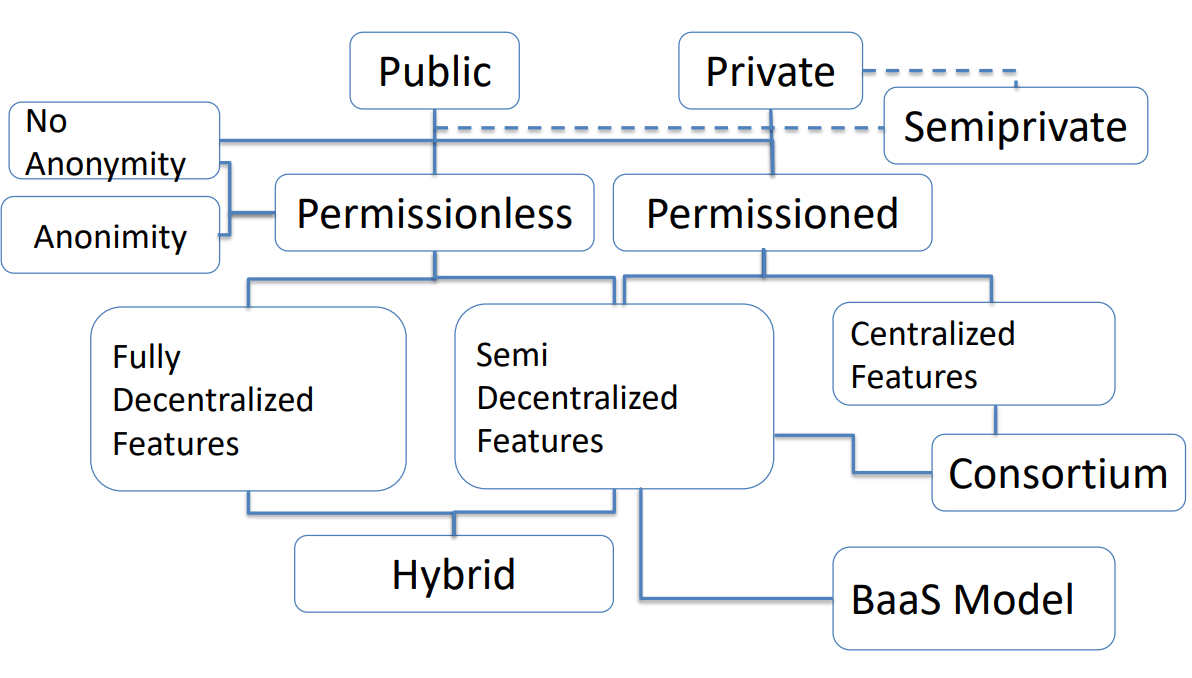 Public
Private
No
Anonymity
Semiprivate
Permissionless
Permissioned
Anonimity
Fully
Decentralized
Features
Semi
Decentralized
Features
Centralized
Features
Consortium
Hybrid
BaaS Model